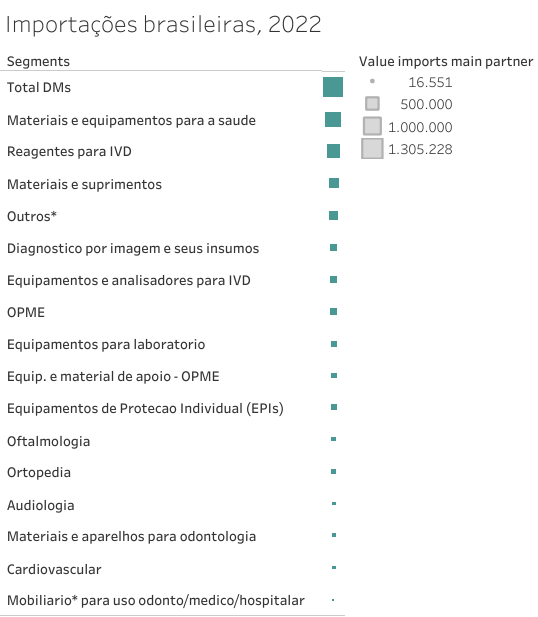 Importações brasileiras, 2022
Segments
Value imports main partner
Total DMs
16.551
Materiais e equipamentos para a saude
500.000
Reagentes para IVD
1.000.000
1.305.228
Materiais e suprimentos
Outros*
Diagnostico por imagem e seus insumos
Equipamentos e analisadores para IVD
OPME
Equipamentos para laboratorio
Equip. e material de apoio - OPME
Equipamentos de Protecao Individual (EPIs)
Oftalmologia
Ortopedia
Audiologia
Materiais e aparelhos para odontologia
Cardiovascular
Mobiliario* para uso odonto/medico/hospitalar